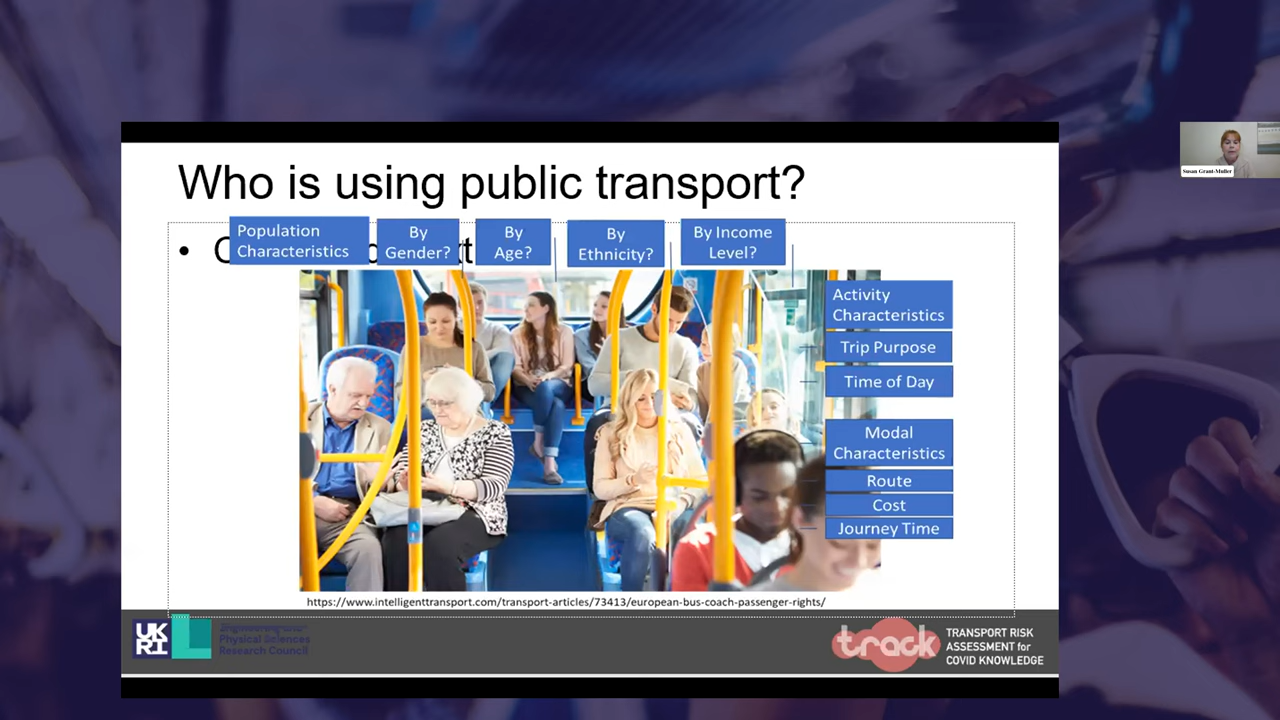 Who is using public transport?
Population
Characteristics
By
Gender?
By
Age?
By
Ethnicity?
By Income
Level?
Activity
Characteristics
Trip Purpose
Time of Day
Modal
Characteristics
Route
Cost
Journey Time
https://www.intelligenttransport.com/transport-articles/73413/european-bus-coach-passenger-rights/
UK
RI
Physical Sciences
Research Council
track
TRANSPORT RISK
ASSESSMENT for
COVID KNOWLEDGE
Susan Grant-Muller